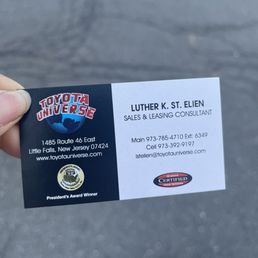 TOYOTA
UNIVERSE
1485 Route 46 East
Little Falls, New Jersey 07424
www.toyotauniverse.com
President's Award Winner
LUTHER K. ST. ELIEN
SALES & LEASING CONSULTANT
Main 973-785-4710 Ext: 6349
Cell 973-392-9197
lstelien@toyotauniverse.com
CERTIFIED